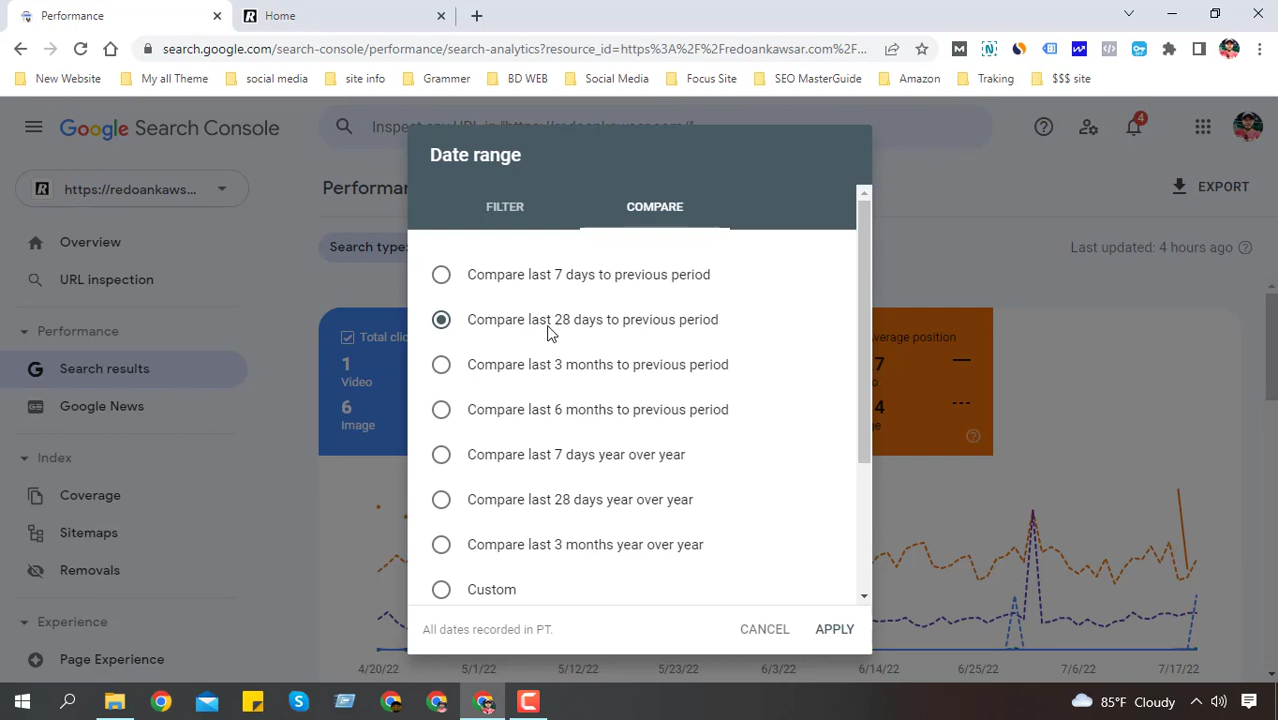 Performance
Home
search.google.com/search-console/performance/search-analytics?resource_id=https%3A%2F%2Fredoankawsar.com%2F...
New Website
My all Theme
social media
site info
Grammer
BD WEB
Social Media
Focus Site
SEO MasterGuide
Amazon
Traking
$$$ site
Google Search Console
4
https://redoankaws...
Overview
URL inspection
Performance
Search results
Google News
Index
Coverage
Sitemaps
Removals
Experience
Page Experience
EXPORT
Search type:
Last updated: 4 hours ago
Total clic
1
Video
6
Image
verage position
7
4
Date range
FILTER
COMPARE
Compare last 7 days to previous period
Compare last 28 days to previous period
Compare last 3 months to previous period
Compare last 6 months to previous period
Compare last 7 days year over year
Compare last 28 days year over year
Compare last 3 months year over year
Custom
All dates recorded in PT.
CANCEL
APPLY
4/20/22 5/1/22 5/12/22 5/23/22 6/3/22 6/14/22 6/25/22 7/6/22 7/17/22
85°F Cloudy